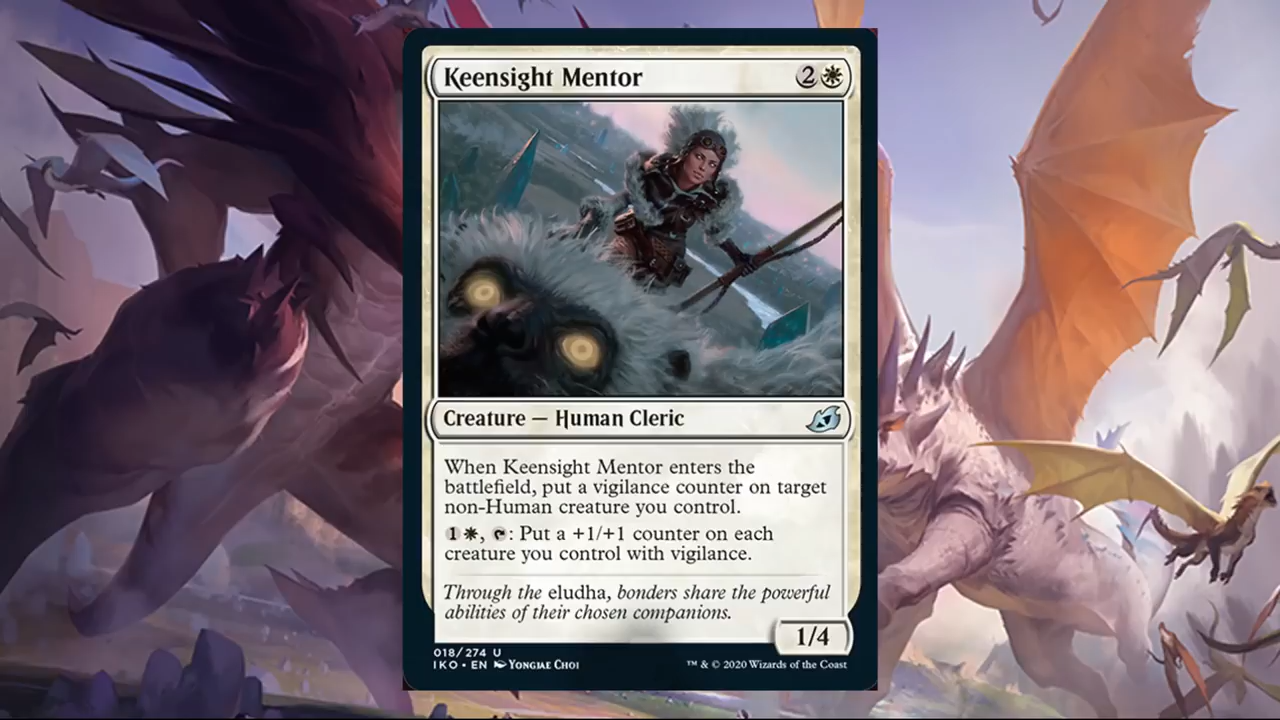 Keensight Mentor 2
Creature — Human Cleric
When Keensight Mentor enters the
battlefield, put a vigilance counter on target
non-Human creature you control.
1, : Put a +1/+1 counter on each
creature you control with vigilance.
Through the eludha, bonders share the powerful
abilities of their chosen companions.
1/4
018/274 U
IKO • EN Yongjae Choi ™ & © 2020 Wizards of the Coast